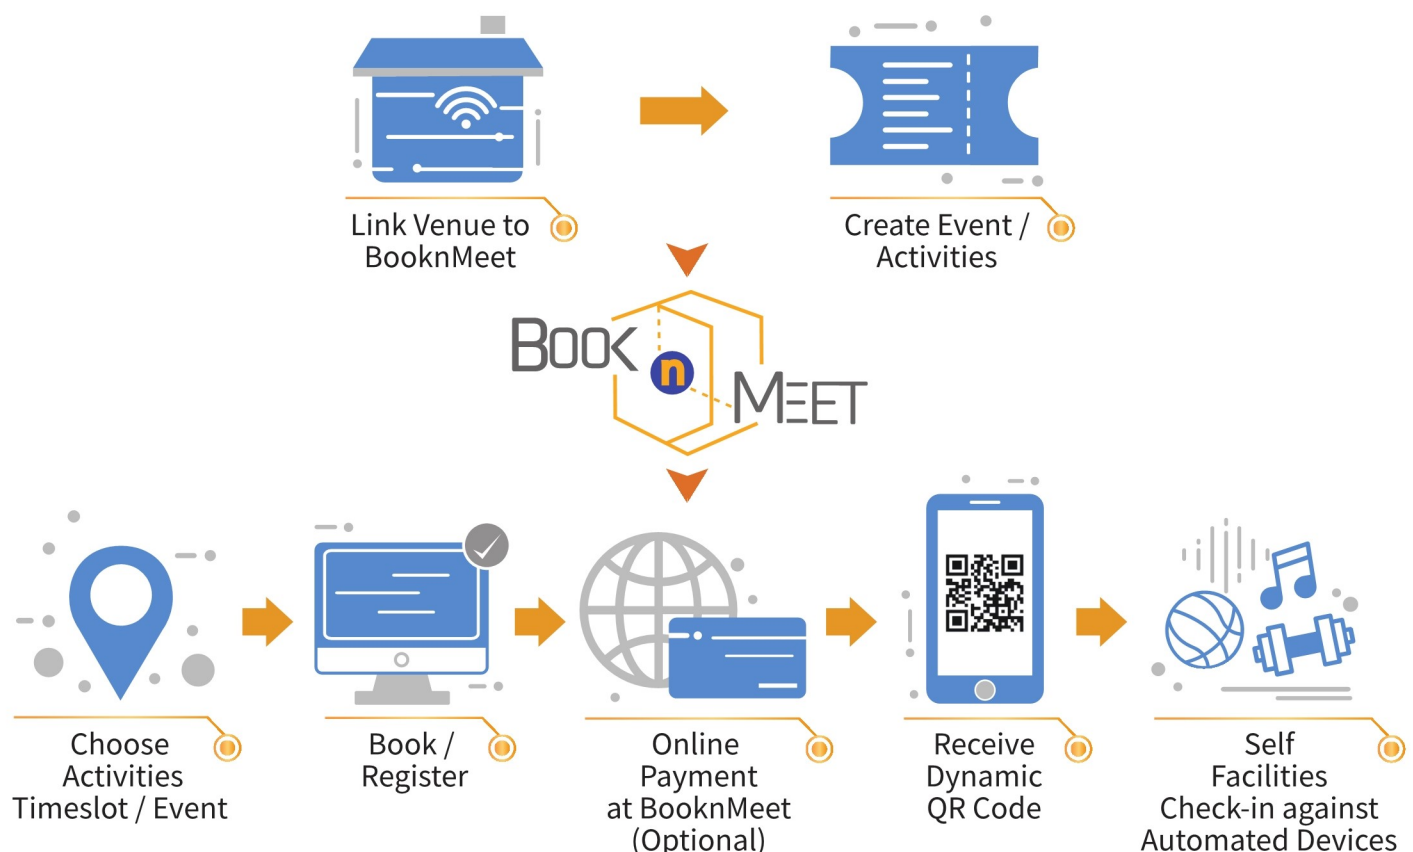 Link Venue to
BooknMeet
Create Event /
Activities
BOOK
n
MEET
Choose
Activities
Timeslot / Event
Book /
Register
Online
Payment
at BooknMeet
(Optional)
Receive
Dynamic
QR Code
Self
Facilities
Check-in against
Automated Devices